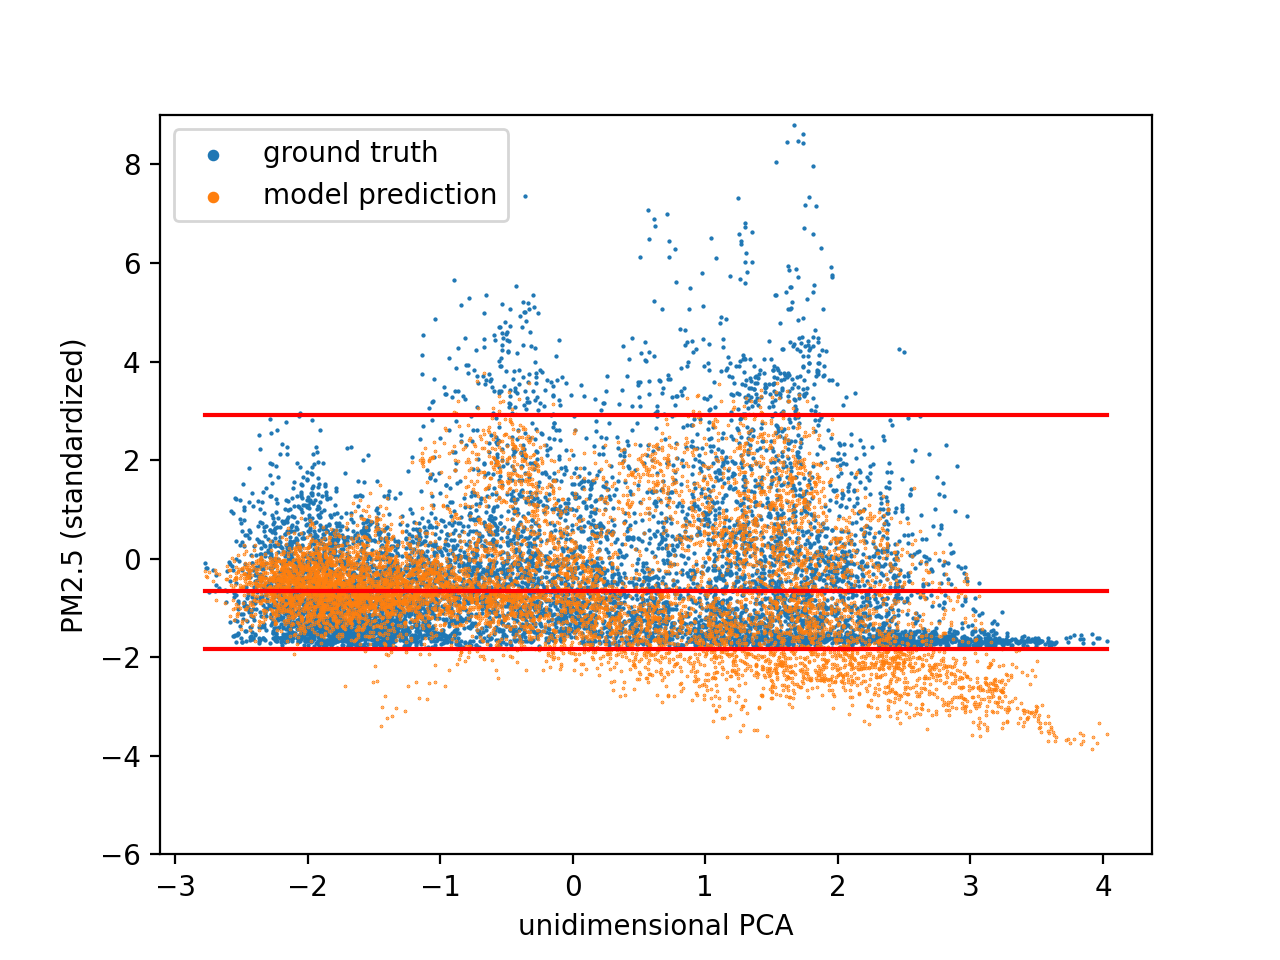 ground truth
model prediction
8
6
4
2
0
−2
−4
−6
PM2.5 (standardized)
−3 −2 −1 0 1 2 3 4
unidimensional PCA